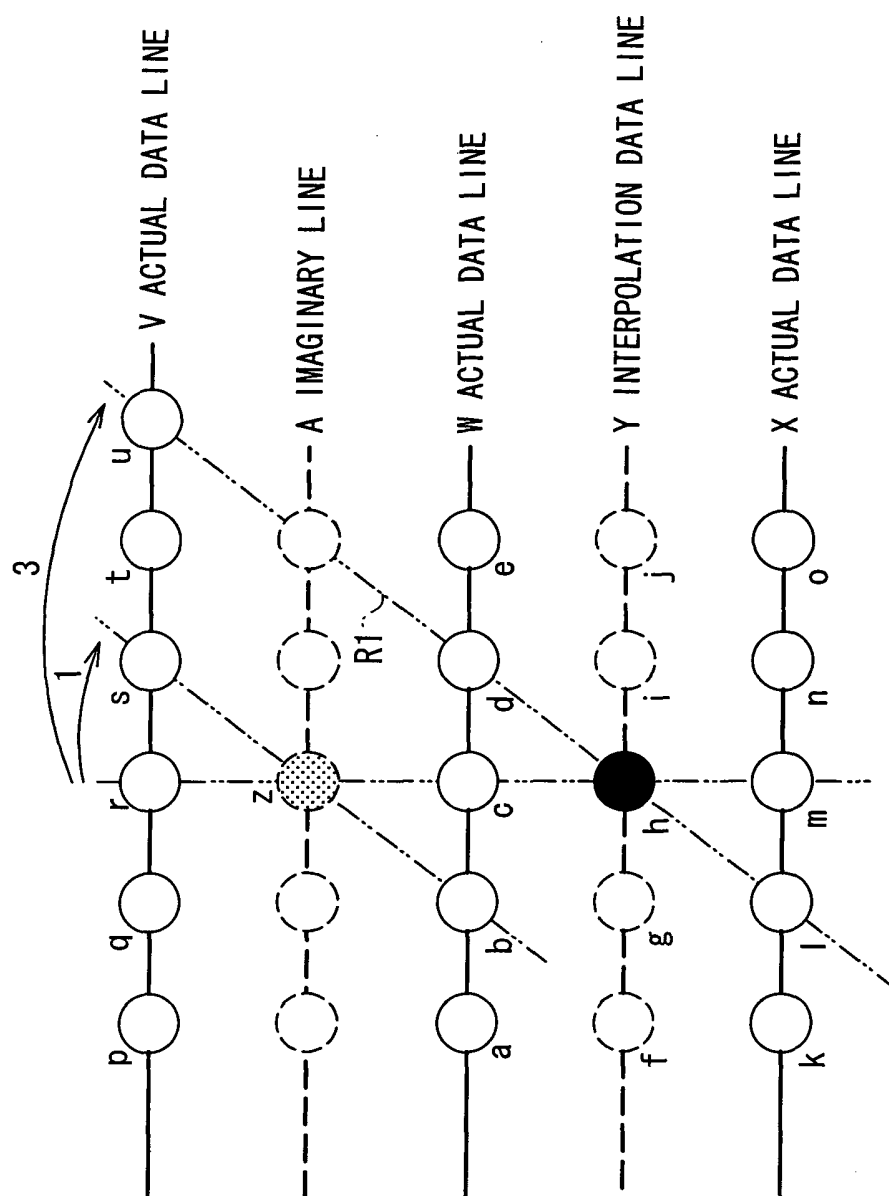 3
1
p q r s t u V ACTUAL DATA LINE
z A IMAGINARY LINE
R1
a b c d e W ACTUAL DATA LINE
f g h i j Y INTERPOLATION DATA LINE
k l m n o X ACTUAL DATA LINE